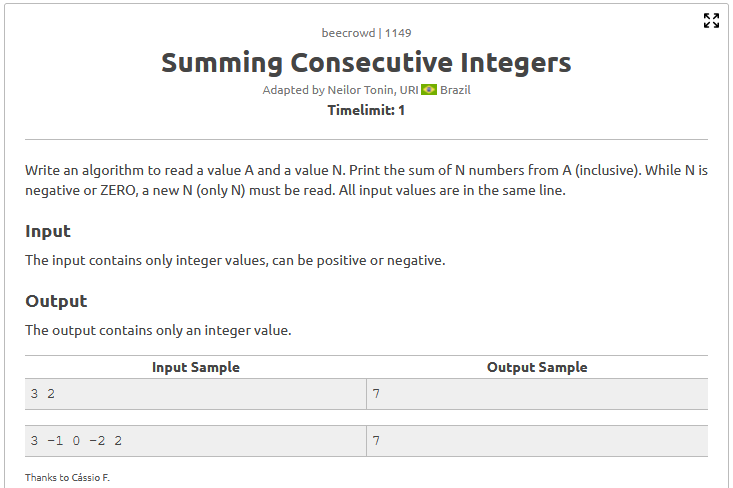 beecrowd | 1149
Summing Consecutive Integers
Adapted by Neilor Tonin, URI Brazil
Timelimit: 1
Write an algorithm to read a value A and a value N. Print the sum of N numbers from A (inclusive). While N is
negative or ZERO, a new N (only N) must be read. All input values are in the same line.
Input
The input contains only integer values, can be positive or negative.
Output
The output contains only an integer value.
Input Sample Output Sample
3 2 7
3 -1 0 -2 2 7
Thanks to Cássio F.